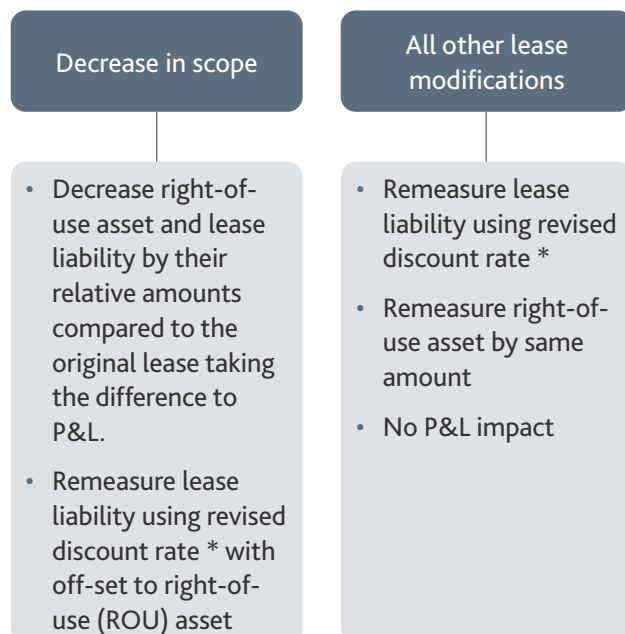 Decrease in scope
• Decrease right-of-
use asset and lease
liability by their
relative amounts
compared to the
original lease taking
the difference to
P&L.
• Remeasure lease
liability using revised
discount rate * with
off-set to right-of-
use (ROU) asset
All other lease
modifications
• Remeasure lease
liability using revised
discount rate *
• Remeasure right-of-
use asset by same
amount
• No P&L impact